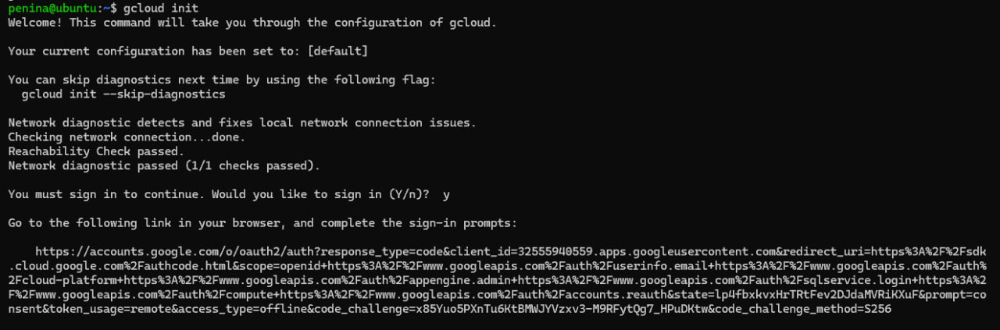 penina@ubuntu:~$ gcloud init
Welcome! This command will take you through the configuration of gcloud.
Your current configuration has been set to: [default]
You can skip diagnostics next time by using the following flag:
gcloud init --skip-diagnostics
Network diagnostic detects and fixes local network connection issues.
Checking network connection...done.
Reachability Check passed.
Network diagnostic passed (1/1 checks passed).
You must sign in to continue. Would you like to sign in (Y/n)?  y
Go to the following link in your browser, and complete the sign-in prompts:
https://accounts.google.com/o/oauth2/auth?response_type=code&client_id=32555940559.apps.googleusercontent.com&redirect_uri=https%3A%2F%2Fsdk
.cloud.google.com%2Fauthcode.html&scope=openid+https%3A%2F%2Fwww.googleapis.com%2Fauth%2Fuserinfo.email+https%3A%2F%2Fwww.googleapis.com%2Fauth%
2Fcloud-platform+https%3A%2F%2Fwww.googleapis.com%2Fauth%2Fappengine.admin+https%3A%2F%2Fwww.googleapis.com%2Fauth%2Fsqlservice.login+https%3A%2
F%2Fwww.googleapis.com%2Fauth%2Fcompute+https%3A%2F%2Fwww.googleapis.com%2Fauth%2Faccounts.reauth&state=lp4fbxkvxHrTRtFev2DJdaMVRiKXuF&prompt=co
nsent&token_usage=remote&access_type=offline&code_challenge=x85Yuo5PXnTu6KtBMWJYVzxv3-M9RFytQg7_HPuDKtw&code_challenge_method=S256